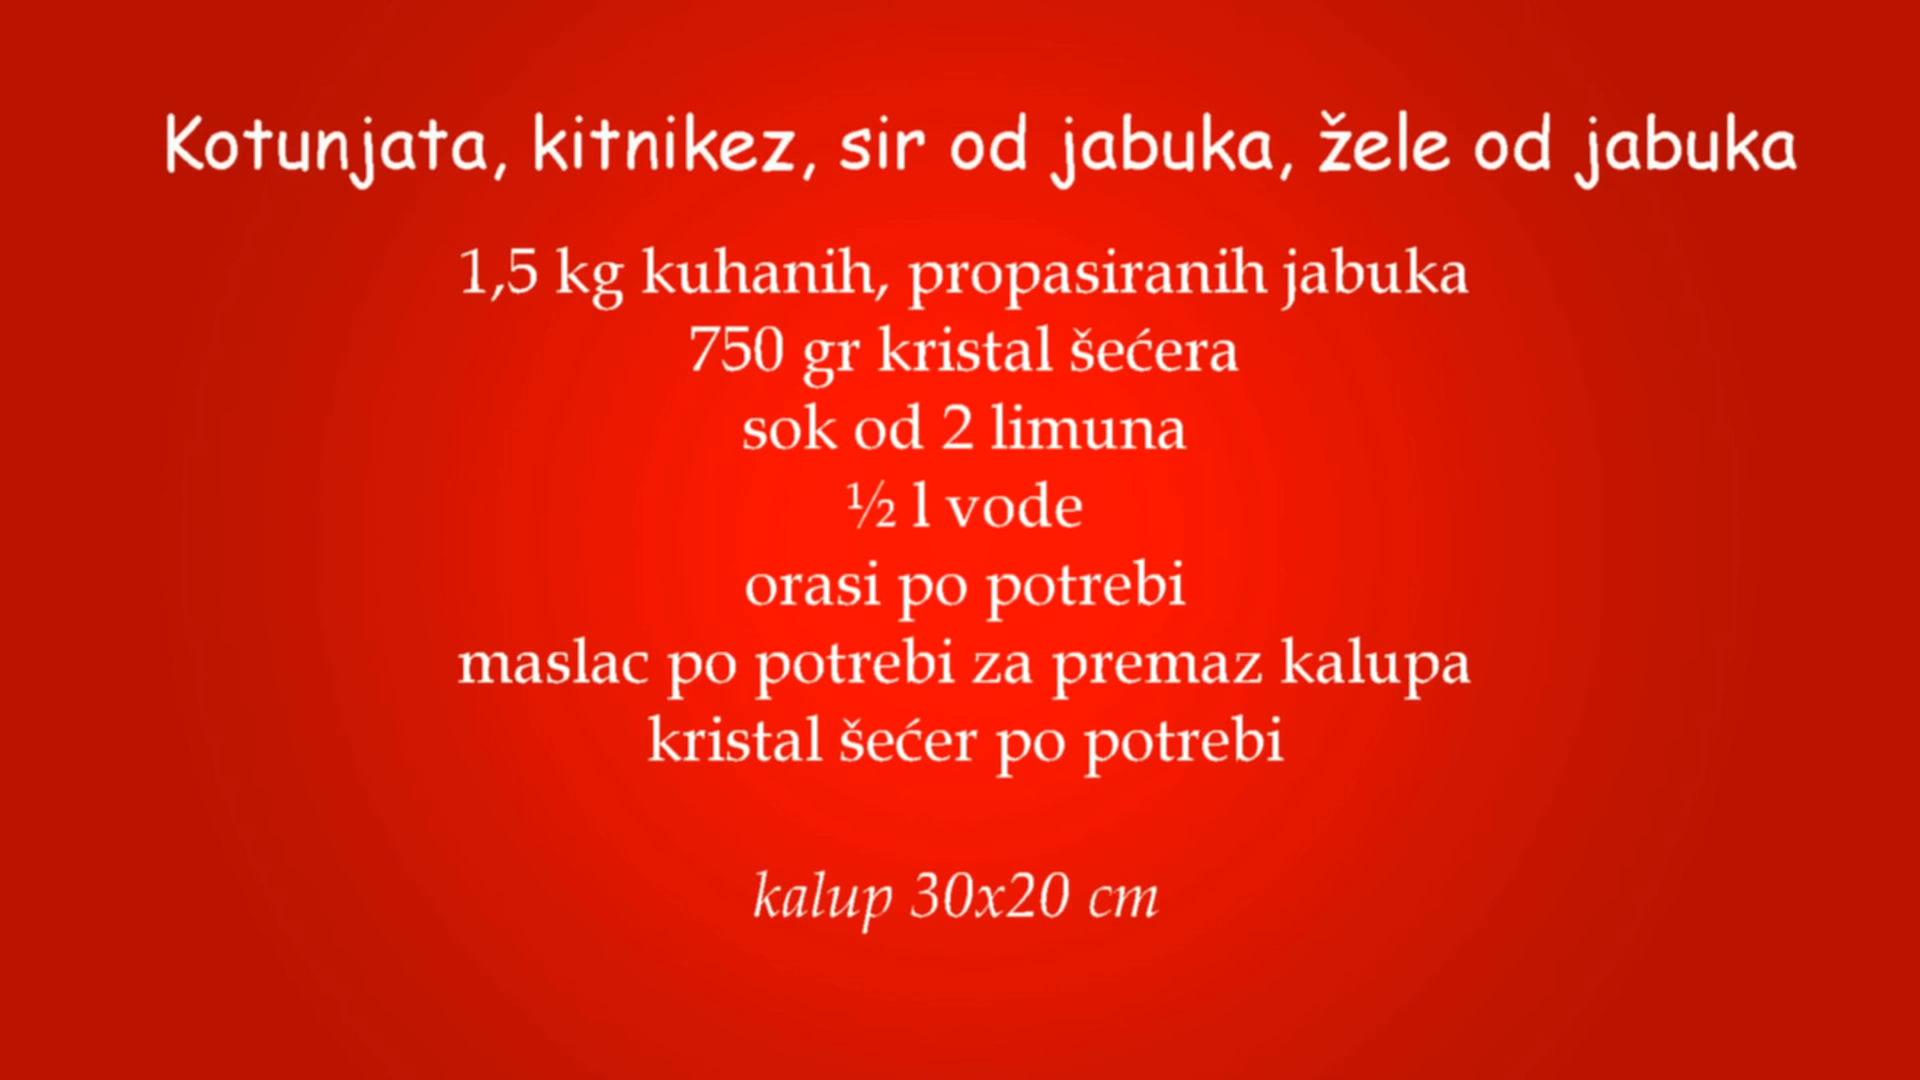 Kotunjata, kitnikez, sir od jabuka, žele od jabuka
1,5 kg kuhanih, propasiranih jabuka
750 gr kristal šećera
sok od 2 limuna
½ l vode
orasi po potrebi
maslac po potrebi za premaz kalupa
kristal šećer po potrebi
kalup 30x20 cm